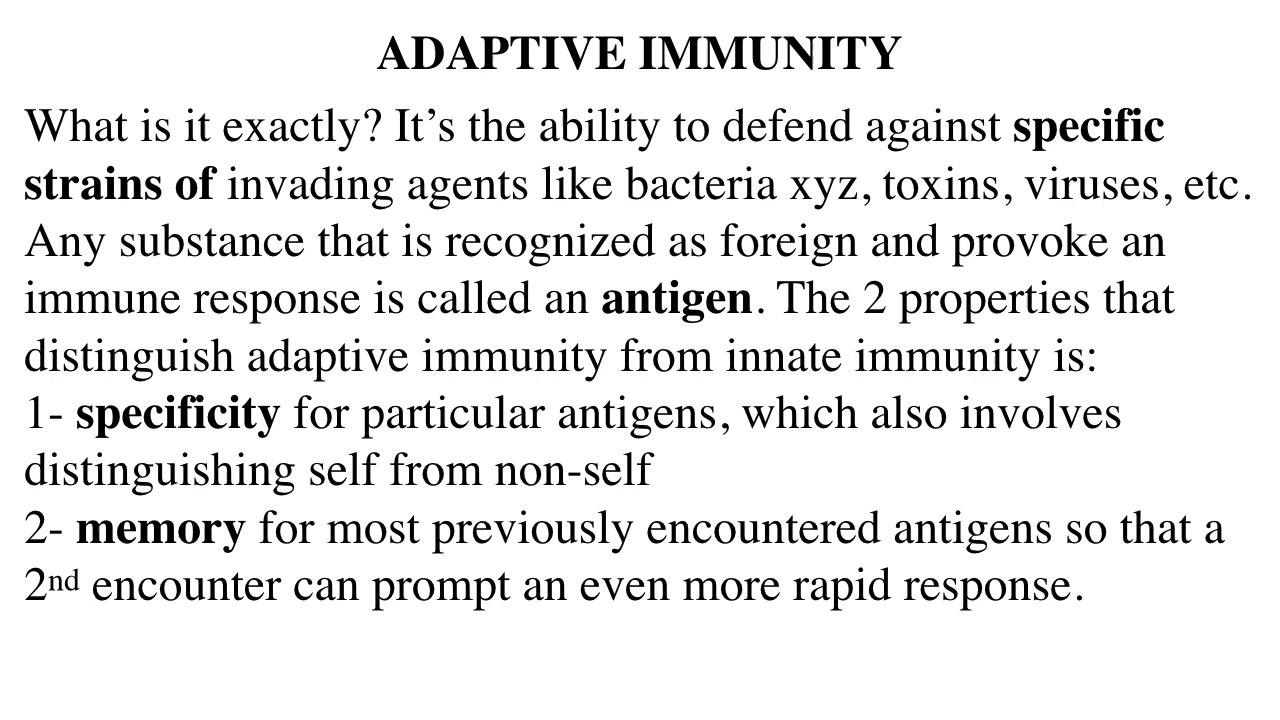 ADAPTIVE IMMUNITY
What is it exactly? It’s the ability to defend against specific
strains of invading agents like bacteria xyz, toxins, viruses, etc.
Any substance that is recognized as foreign and provoke an
immune response is called an antigen. The 2 properties that
distinguish adaptive immunity from innate immunity is:
1- specificity for particular antigens, which also involves
distinguishing self from non-self
2- memory for most previously encountered antigens so that a
2nd encounter can prompt an even more rapid response.